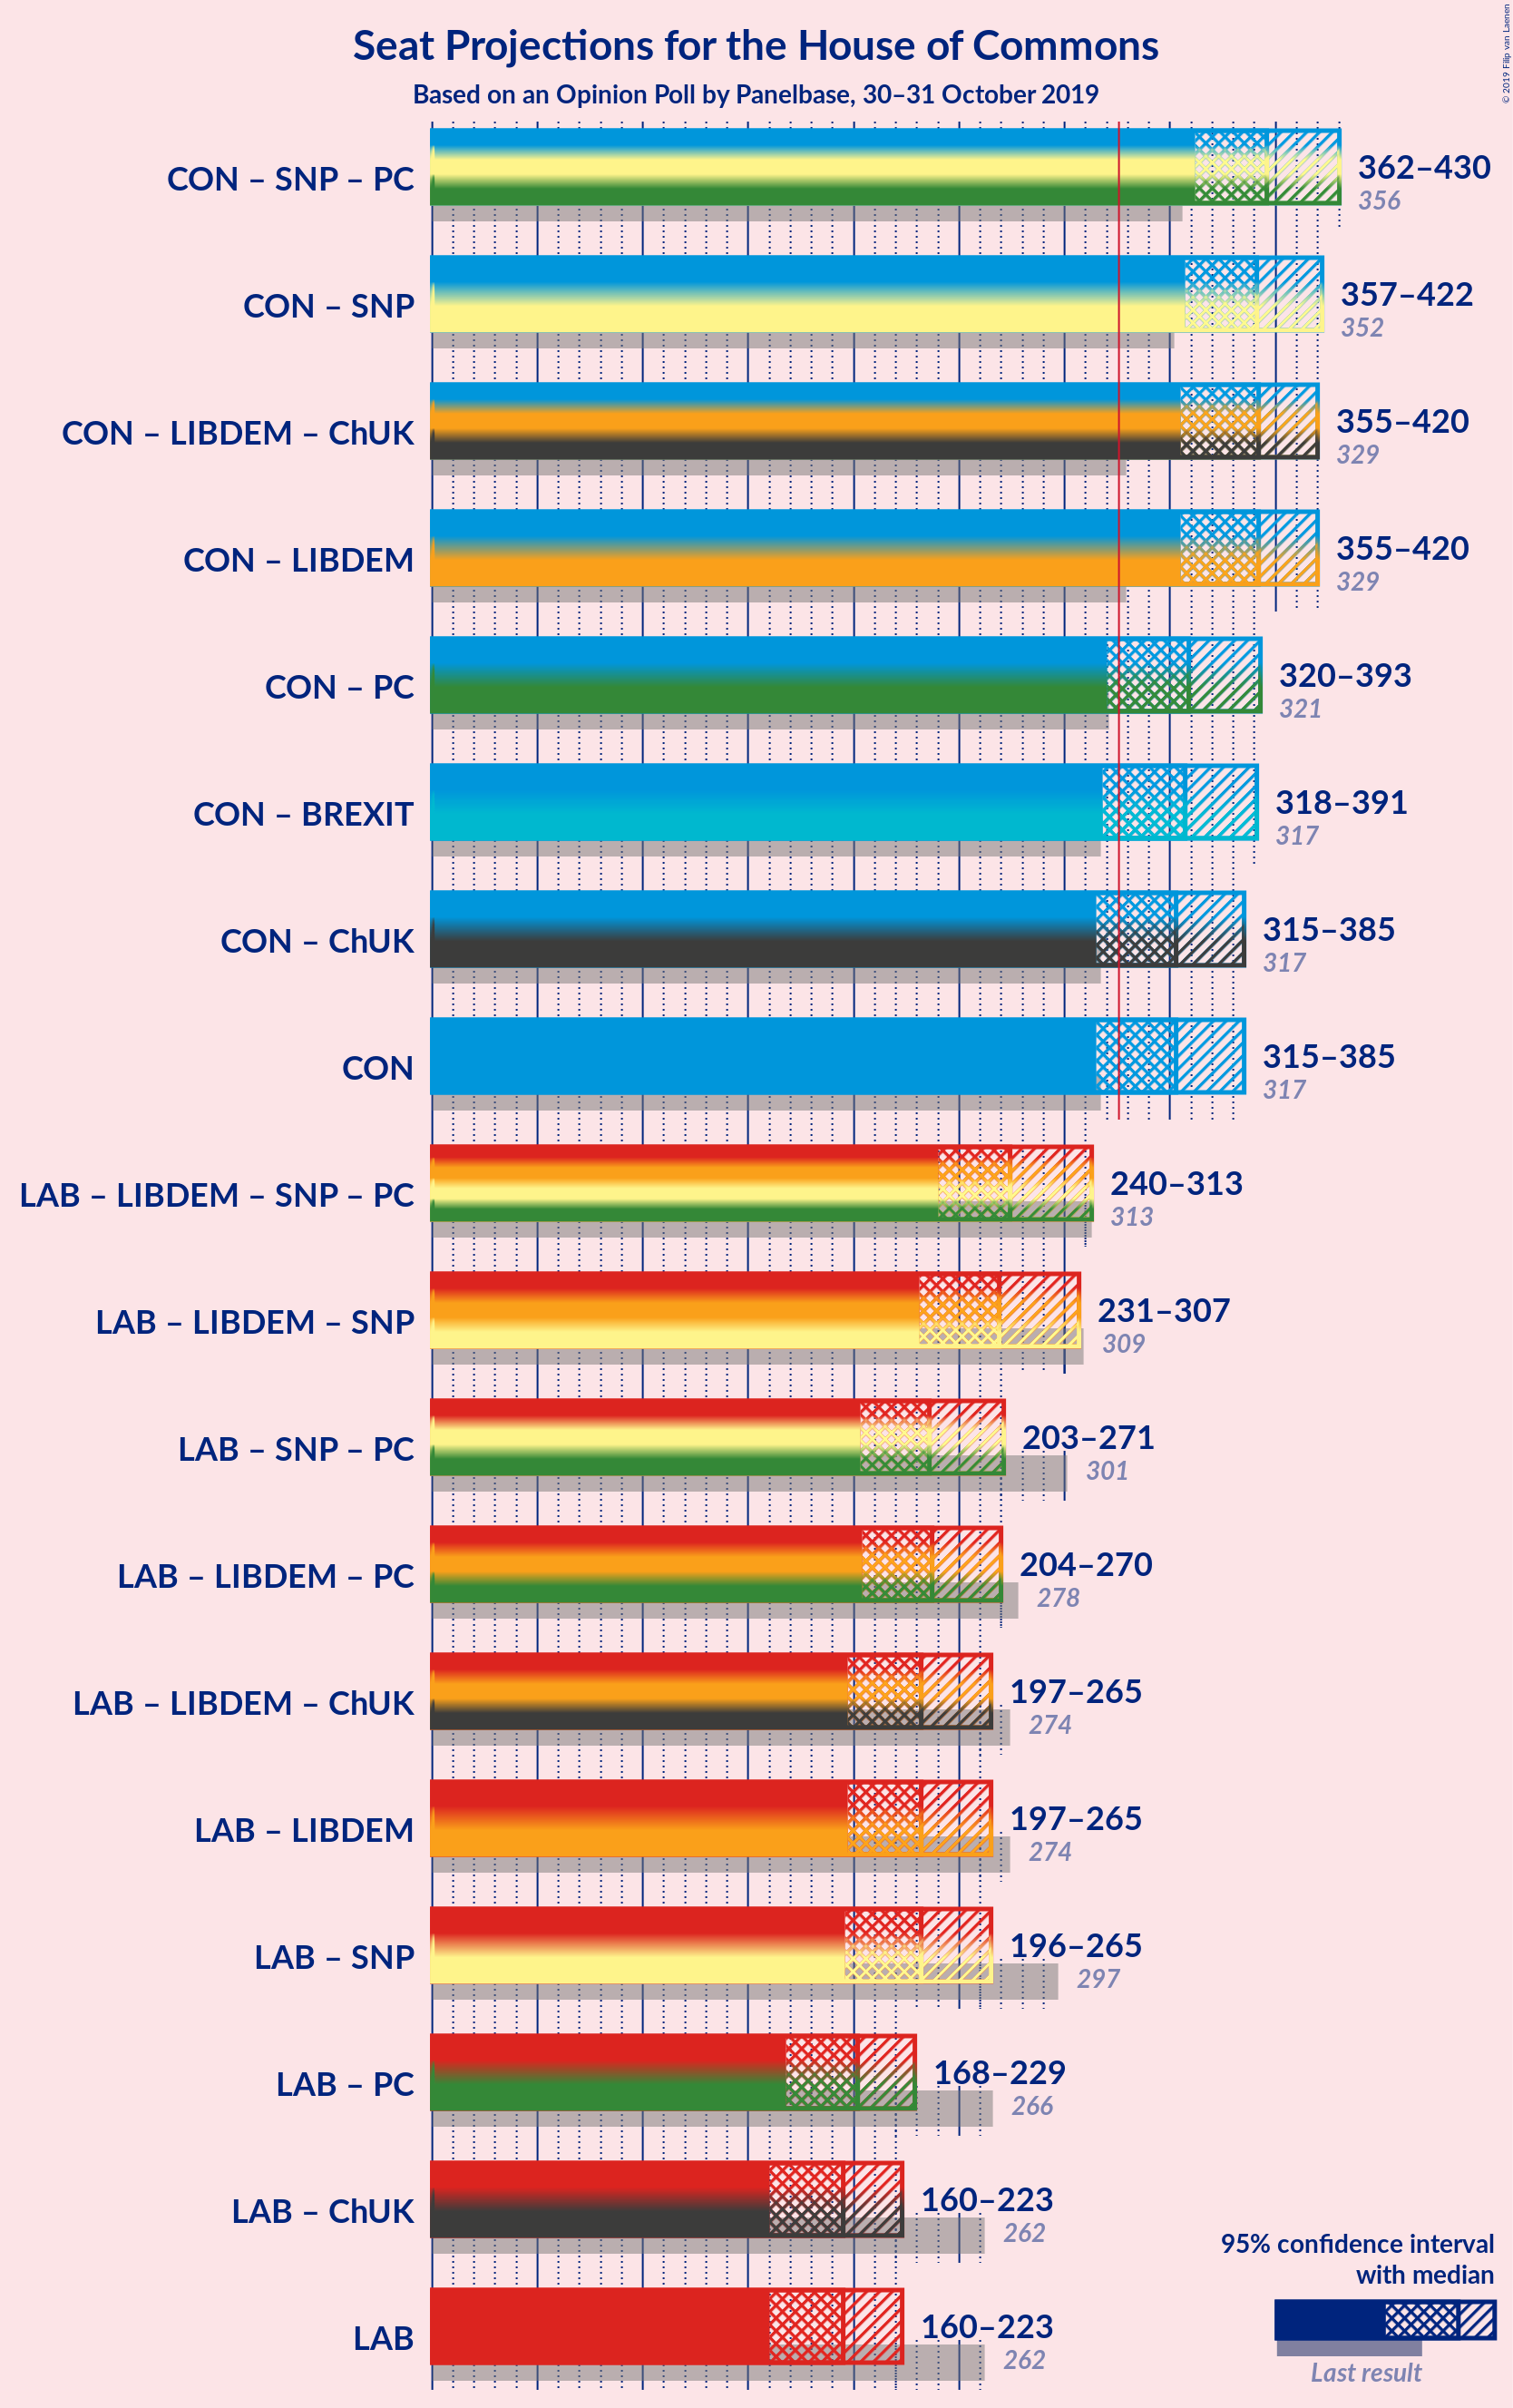 © 2019 Filip van Laenen
Seat Projections for the House of Commons
Based on an Opinion Poll by Panelbase, 30–31 October 2019
CON – SNP – PC
362–430
356
CON – SNP
357–422
352
CON – LIBDEM – ChUK
355–420
329
CON – LIBDEM
355–420
329
CON – PC
320–393
321
CON – BREXIT
318–391
317
CON – ChUK
315–385
317
CON
315–385
317
LAB – LIBDEM – SNP – PC
240–313
313
LAB – LIBDEM – SNP
231–307
309
LAB – SNP – PC
203–271
301
LAB – LIBDEM – PC
204–270
278
LAB – LIBDEM – ChUK
197–265
274
LAB – LIBDEM
197–265
274
LAB – SNP
196–265
297
LAB – PC
168–229
266
LAB – ChUK
160–223
262
LAB
160–223
262
95% confidence interval
with median
Last result